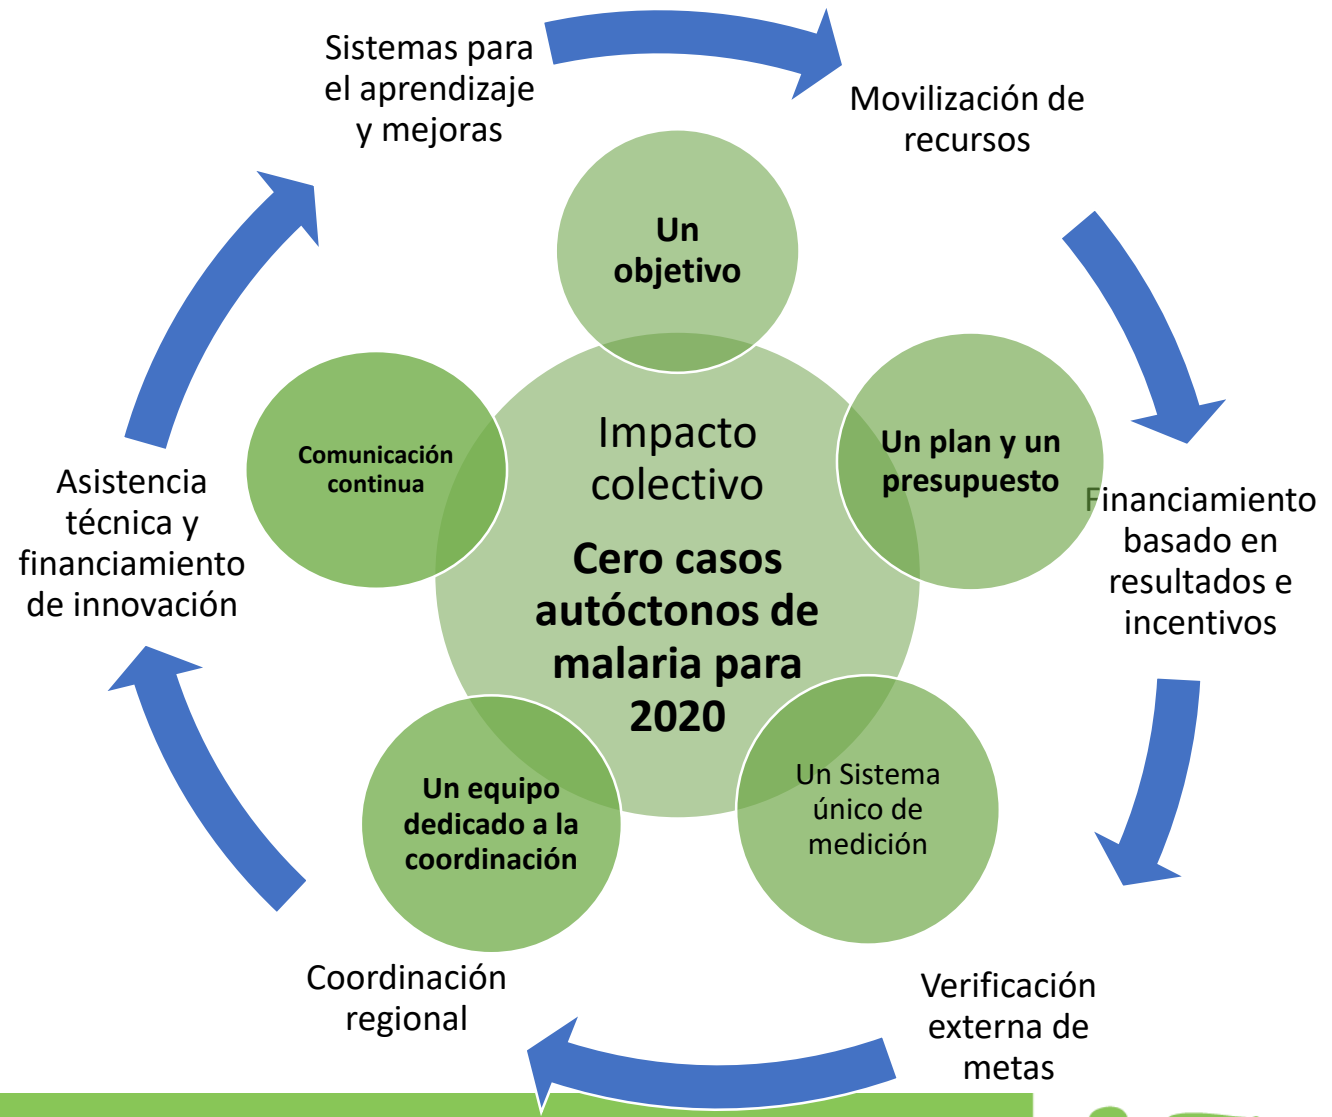 Sistemas para
el aprendizaje
y mejoras
Movilización de
recursos
Un
objetivo
Comunicación
continua
Impacto
colectivo
Cero casos
autóctonos de
malaria para
2020
Un plan y un
presupuesto
Financiamiento
basado en
resultados e
incentivos
Asistencia
técnica y
financiamiento
de innovación
Un equipo
dedicado a la
coordinación
Un Sistema
único de
medición
Coordinación
regional
Verificación
externa de
metas